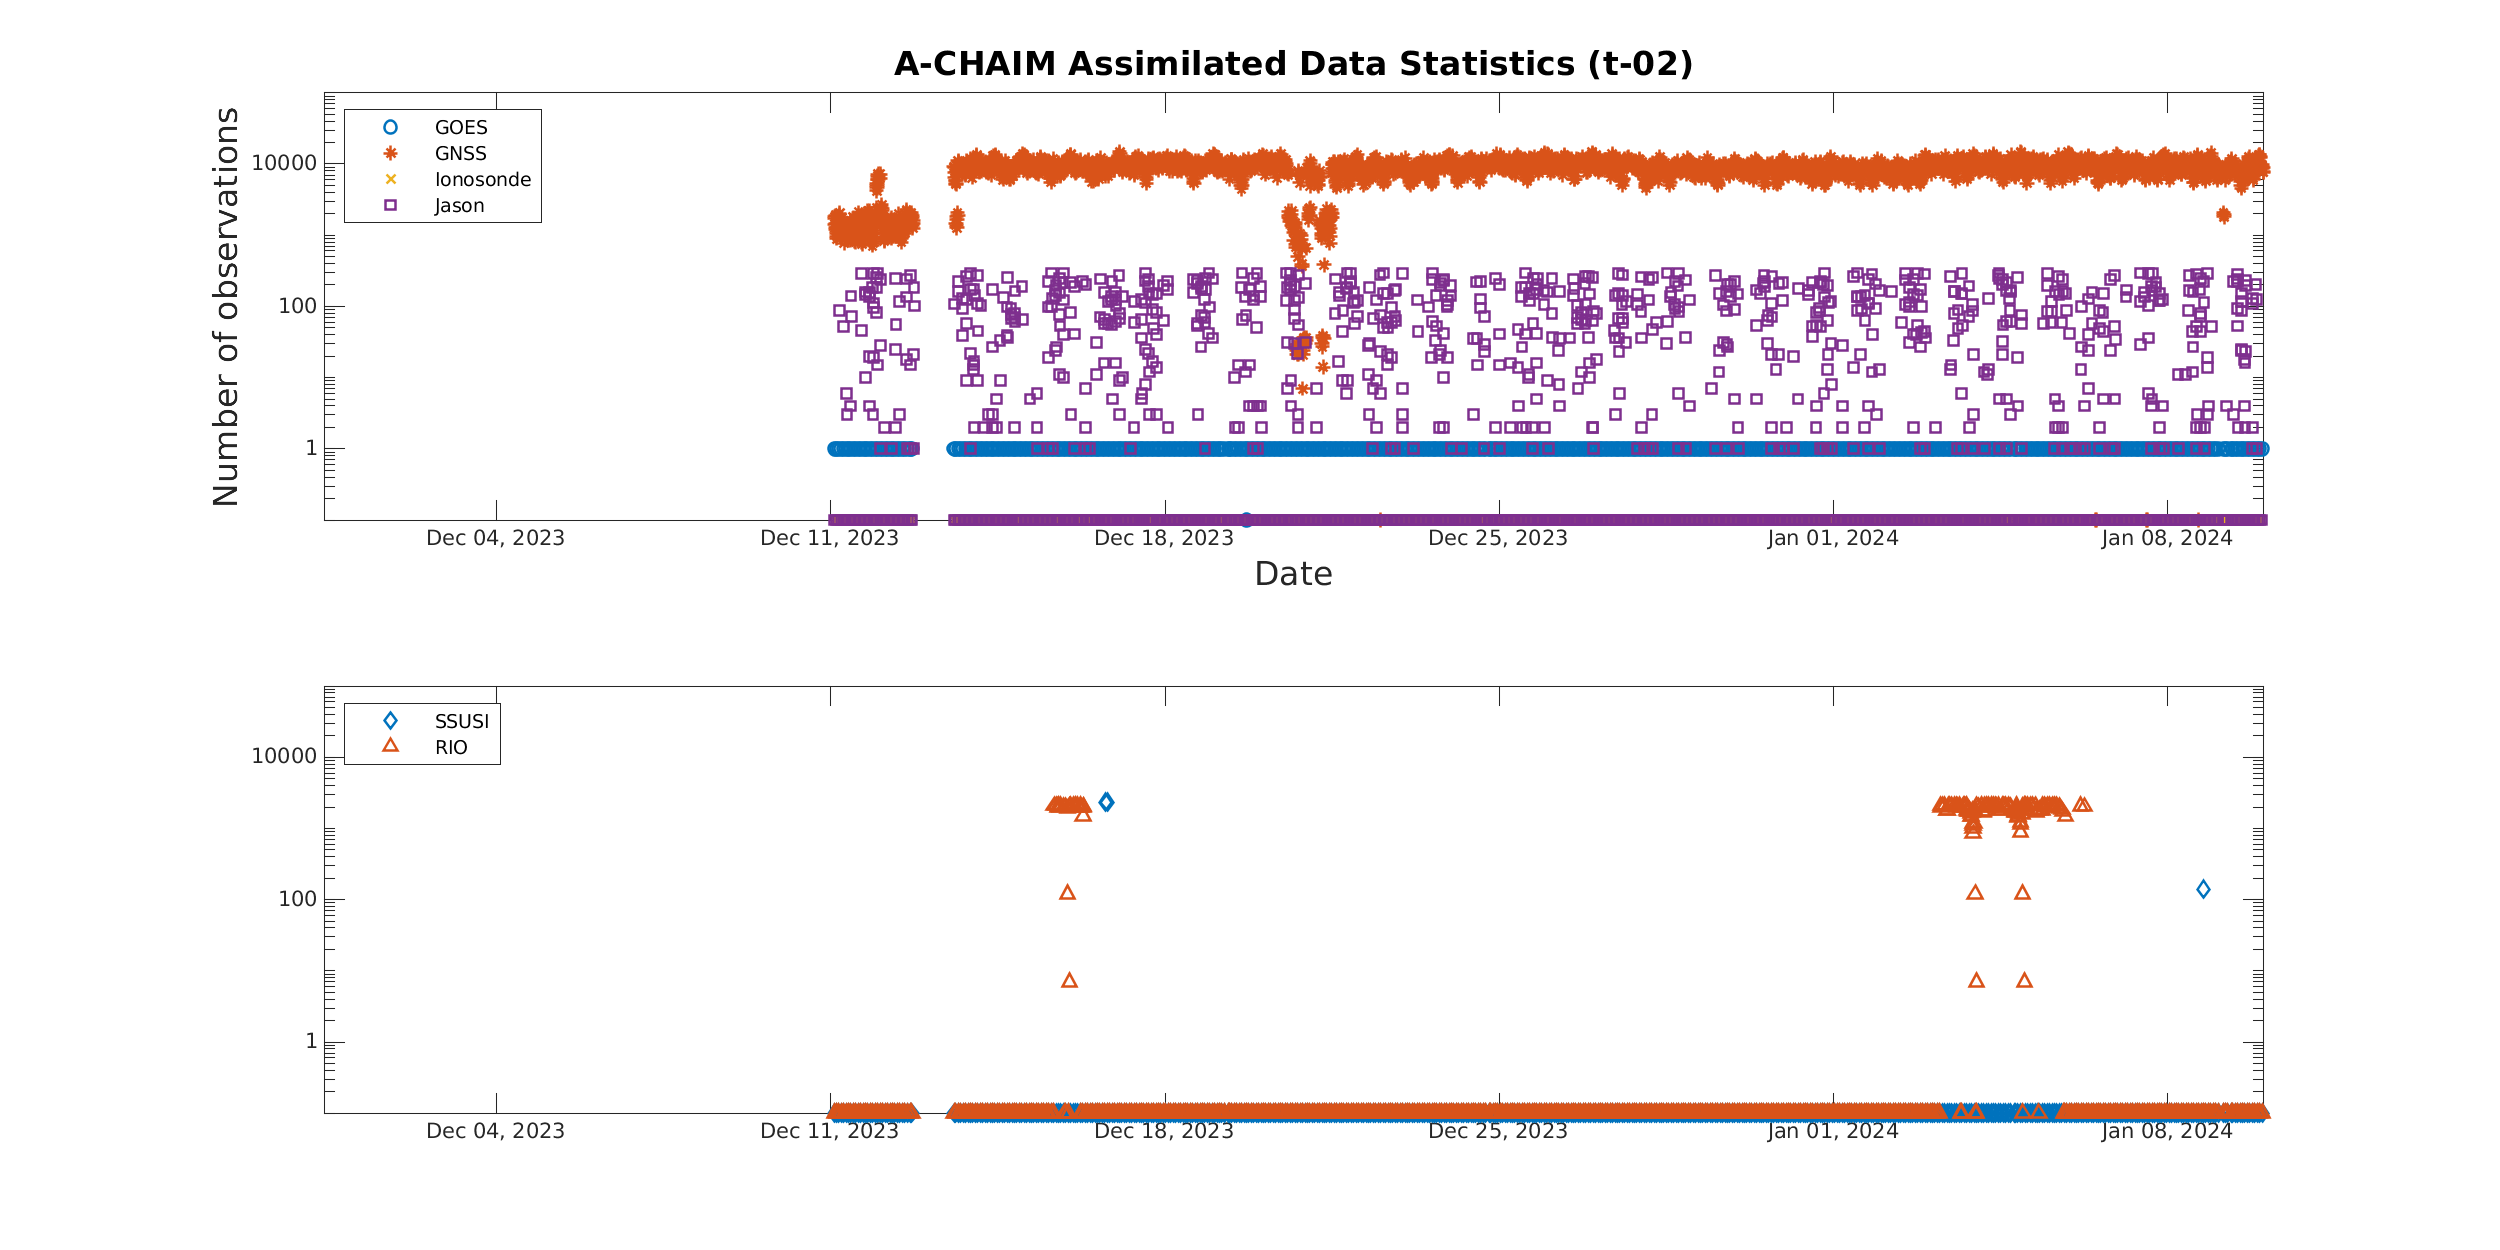 A-CHAIM Assimilated Data Statistics (t-02)
Number of observations
10000
100
1
GOES
GNSS
Ionosonde
Jason
Dec 04, 2023 Dec 11, 2023 Dec 18, 2023 Dec 25, 2023 Jan 01, 2024 Jan 08, 2024
Date
10000
100
1
SSUSI
RIO
Dec 04, 2023 Dec 11, 2023 Dec 18, 2023 Dec 25, 2023 Jan 01, 2024 Jan 08, 2024